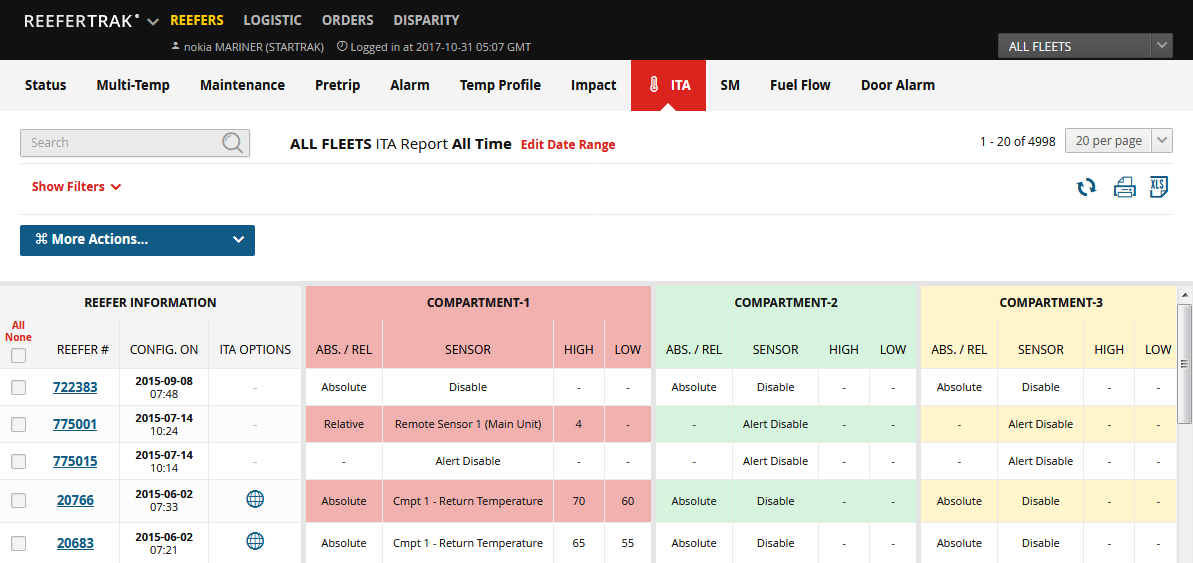 REEFERTRAK REEFERS LOGISTIC ORDERS DISPARITY
nokia MARINER (STARTRAK) Logged in at 2017-10-31 05:07 GMT
ALL FLEETS
Status Multi-Temp Maintenance Pretrip Alarm Temp Profile Impact ITA SM Fuel Flow Door Alarm
Search ALL FLEETS ITA Report All Time Edit Date Range 1 - 20 of 4998 20 per page
Show Filters XLS
⌘ More Actions...
REEFER INFORMATION COMPARTMENT-1 COMPARTMENT-2 COMPARTMENT-3
All
None
REEFER # CONFIG. ON ITA OPTIONS ABS. / REL SENSOR HIGH LOW ABS. / REL SENSOR HIGH LOW ABS. / REL SENSOR HIGH LOW
722383 2015-09-08 07:48 - Absolute Disable - - Absolute Disable - - Absolute Disable - -
775001 2015-07-14 10:24 - Relative Remote Sensor 1 (Main Unit) 4 - - Alert Disable - - - Alert Disable - -
775015 2015-07-14 10:14 - - Alert Disable - - - Alert Disable - - - Alert Disable - -
20766 2015-06-02 07:33 Absolute Cmpt 1 - Return Temperature 70 60 Absolute Disable - - Absolute Disable - -
20683 2015-06-02 07:21 Absolute Cmpt 1 - Return Temperature 65 55 Absolute Disable - - Absolute Disable - -